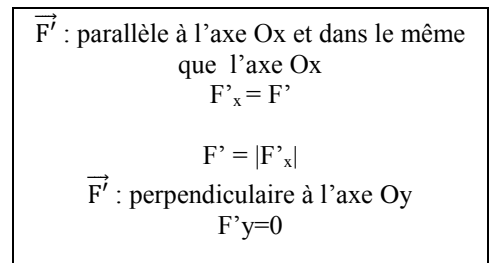 F⃗′ : parallèle à l’axe Ox et dans le même
que l’axe Ox
F’ₓ = F’
F’ = |F’ₓ|
F⃗′ : perpendiculaire à l’axe Oy
F’y=0